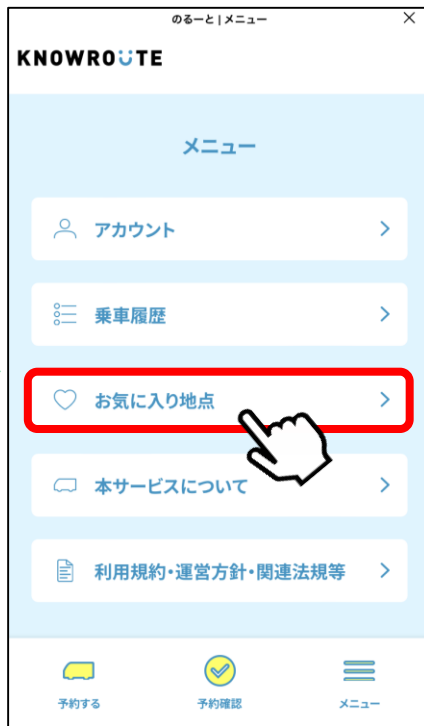 のるーと | メニュー
KNOWROUTE
メニュー
アカウント
乗車履歴
お気に入り地点
本サービスについて
利用規約・運営方針・関連法規等
予約する
予約確認
メニュー